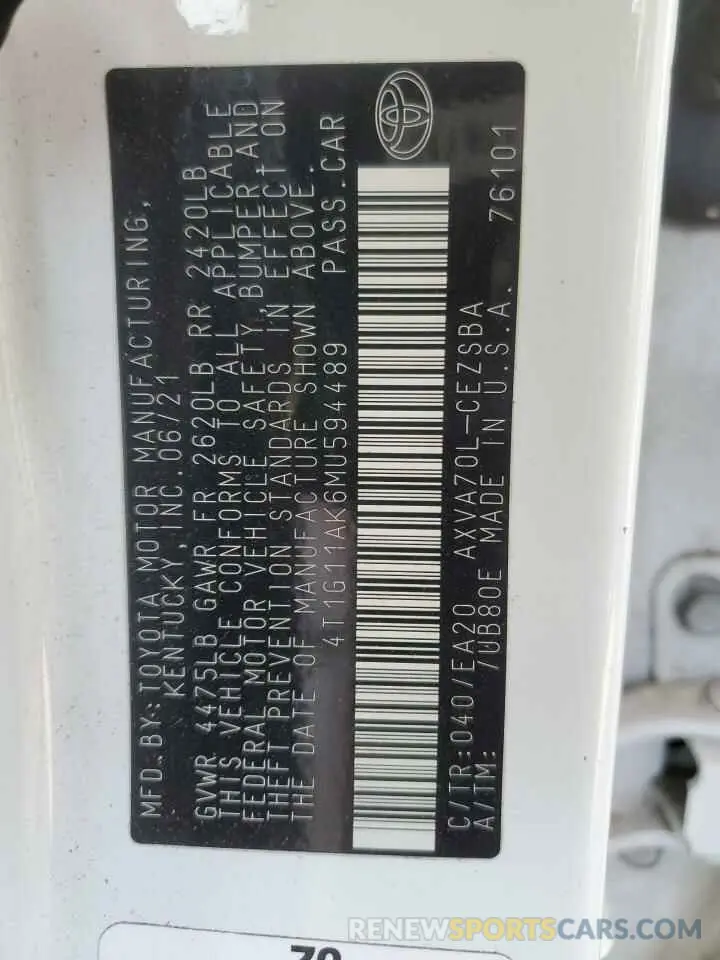 MFD. BY: TOYOTA MOTOR MANUFACTURING,
KENTUCKY, INC. 06/21
GVWR 4475LB GAWR FR 2620LB RR 2420LB
THIS VEHICLE CONFORMS TO ALL APPLICABLE
FEDERAL MOTOR VEHICLE SAFETY, BUMPER, AND
THEFT PREVENTION STANDARDS IN EFFECT ON
THE DATE OF MANUFACTURE SHOWN ABOVE.
4T1G11AK6MU594489 PASS. CAR
C/TR: 040/EA20 AXVA70L-CEZSBA 76101
A/TM: /UB80E MADE IN U.S.A.
70
RENEWSPORTSCARS.COM